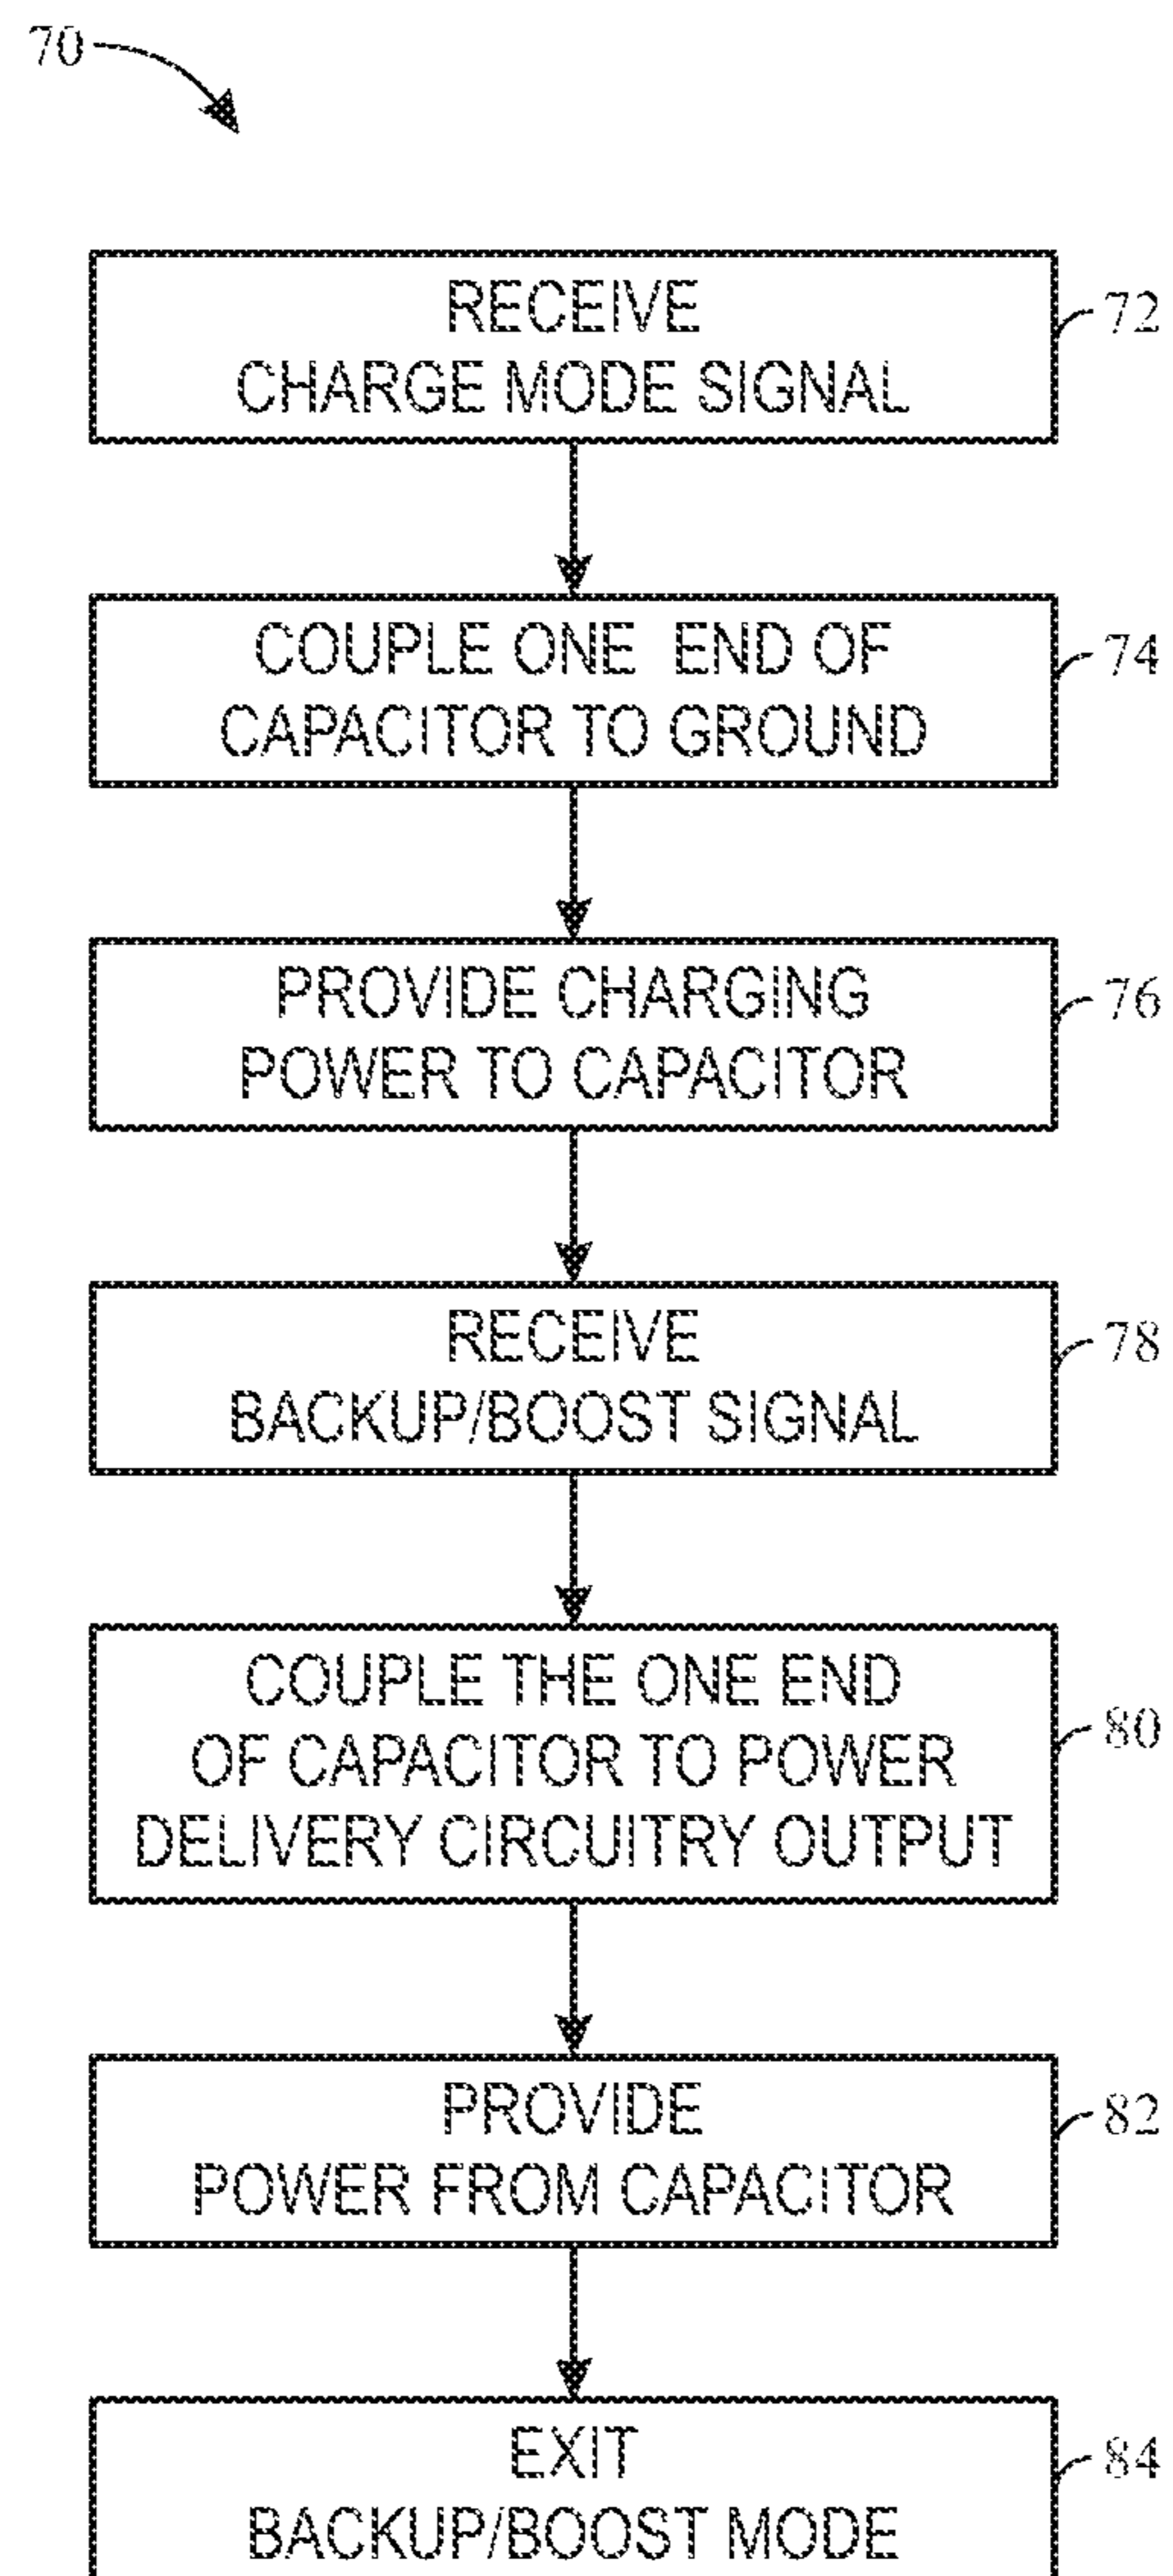 70
RECEIVE
CHARGE MODE SIGNAL
72
COUPLE ONE END OF
CAPACITOR TO GROUND
74
PROVIDE CHARGING
POWER TO CAPACITOR
76
RECEIVE
BACKUP/BOOST SIGNAL
78
COUPLE THE ONE END
OF CAPACITOR TO POWER
DELIVERY CIRCUITRY OUTPUT
80
PROVIDE
POWER FROM CAPACITOR
82
EXIT
BACKUP/BOOST MODE
84